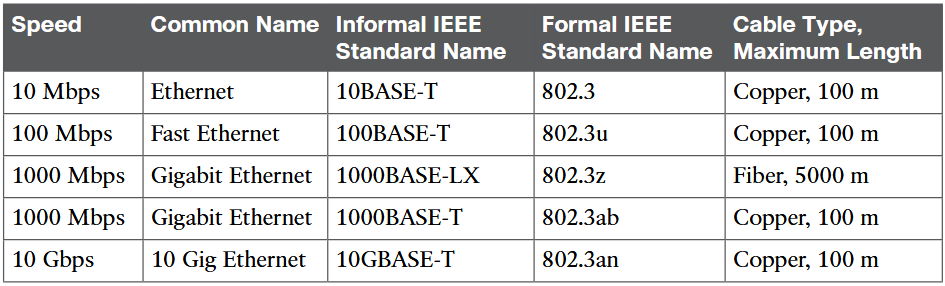 Speed Common Name Informal IEEE Standard Name Formal IEEE Standard Name Cable Type, Maximum Length
10 Mbps Ethernet 10BASE-T 802.3 Copper, 100 m
100 Mbps Fast Ethernet 100BASE-T 802.3u Copper, 100 m
1000 Mbps Gigabit Ethernet 1000BASE-LX 802.3z Fiber, 5000 m
1000 Mbps Gigabit Ethernet 1000BASE-T 802.3ab Copper, 100 m
10 Gbps 10 Gig Ethernet 10GBASE-T 802.3an Copper, 100 m